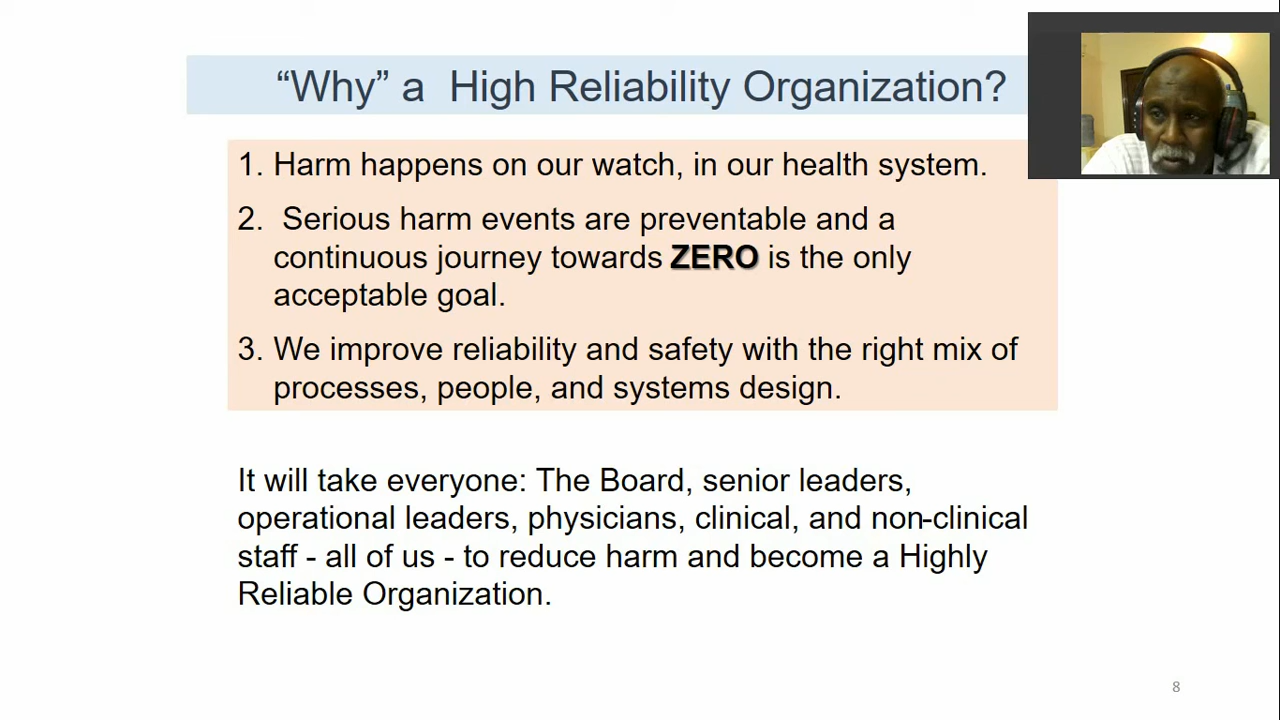 “Why” a High Reliability Organization?
1. Harm happens on our watch, in our health system.
2. Serious harm events are preventable and a
continuous journey towards ZERO is the only
acceptable goal.
3. We improve reliability and safety with the right mix of
processes, people, and systems design.
It will take everyone: The Board, senior leaders,
operational leaders, physicians, clinical, and non-clinical
staff - all of us - to reduce harm and become a Highly
Reliable Organization.
8